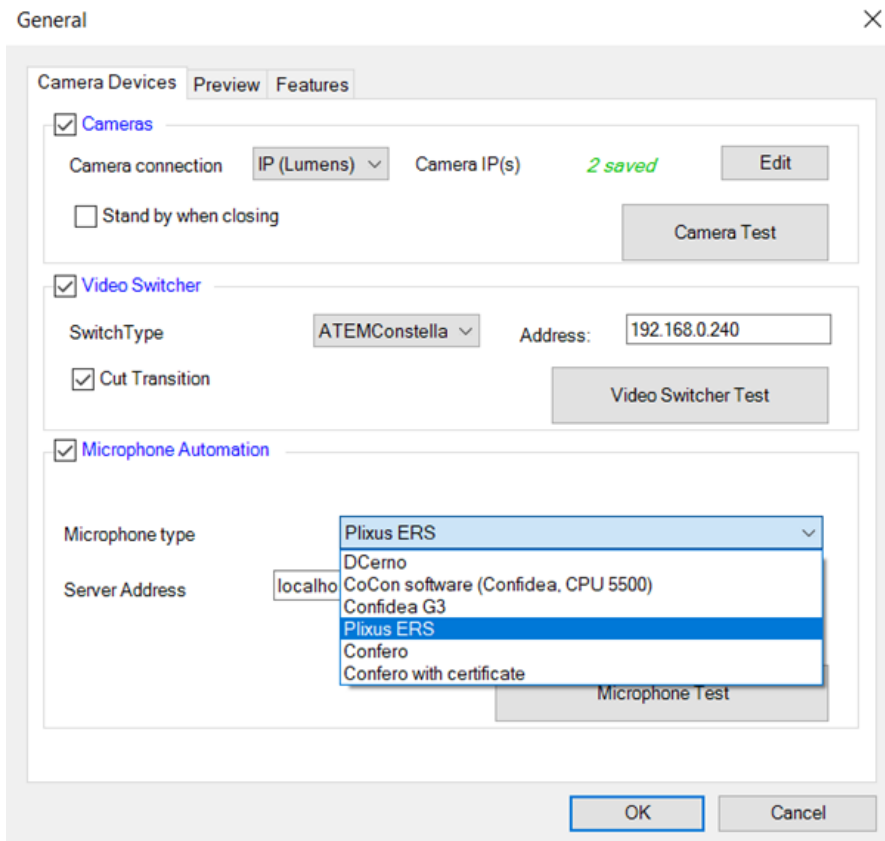 General
Camera Devices Preview Features
Cameras
Camera connection IP (Lumens) Camera IP(s) 2 saved Edit
Stand by when closing
Camera Test
Video Switcher
SwitchType ATEMConstella Address: 192.168.0.240
Cut Transition
Video Switcher Test
Microphone Automation
Microphone type Plixus ERS
DCerno
Server Address localho CoCon software (Confidea, CPU 5500)
Confidea G3
Plixus ERS
Confero
Confero with certificate
Microphone Test
OK Cancel